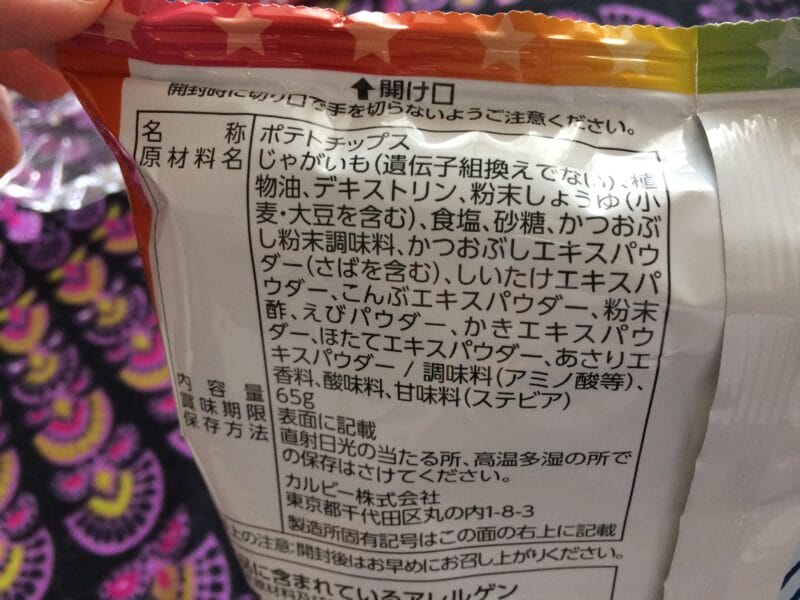 ⬆開け口
開封時に切り口で手を切らないようご注意ください。
名称 ポテトチップス
原材料名 じゃがいも(遺伝子組換えでない)、植
物油、デキストリン、粉末しょうゆ(小
麦・大豆を含む)、食塩、砂糖、かつおぶ
し粉末調味料、かつおぶしエキスパウ
ダー(さばを含む)、しいたけエキスパ
ウダー、こんぶエキスパウダー、粉末
酢、えびパウダー、かきエキスパウ
ダー、ほたてエキスパウダー、あさりエ
キスパウダー / 調味料(アミノ酸等)、
香料、酸味料、甘味料(ステビア)
内容量 65g
賞味期限 表面に記載
保存方法 直射日光の当たる所、高温多湿の所で
の保存はさけてください。
カルビー株式会社
東京都千代田区丸の内1-8-3
製造所固有記号はこの面の右上に記載
上の注意:開封後はお早めにお召し上がりください。
品に含まれているアレルゲン